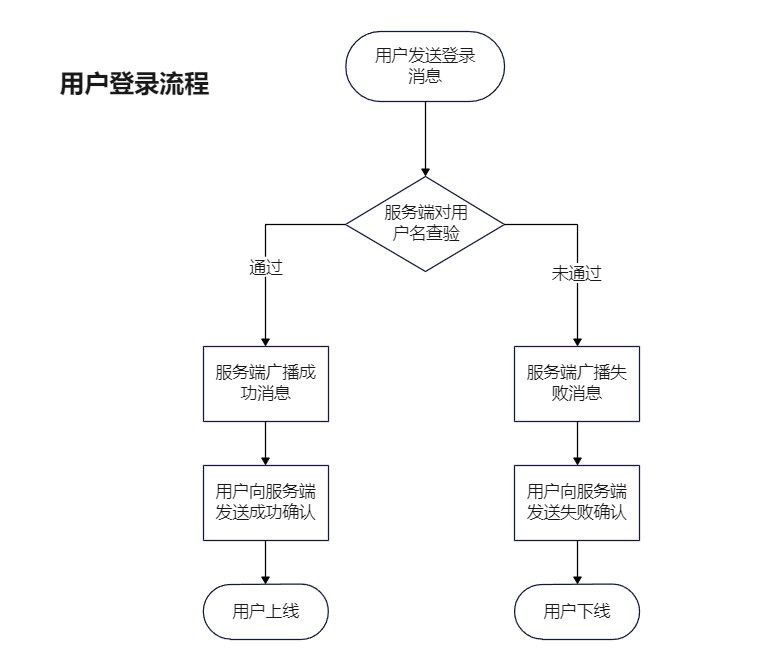 用户登录流程
用户发送登录
消息
服务端对用
户名查验
通过
未通过
服务端广播成
功消息
服务端广播失
败消息
用户向服务端
发送成功确认
用户向服务端
发送失败确认
用户上线
用户下线